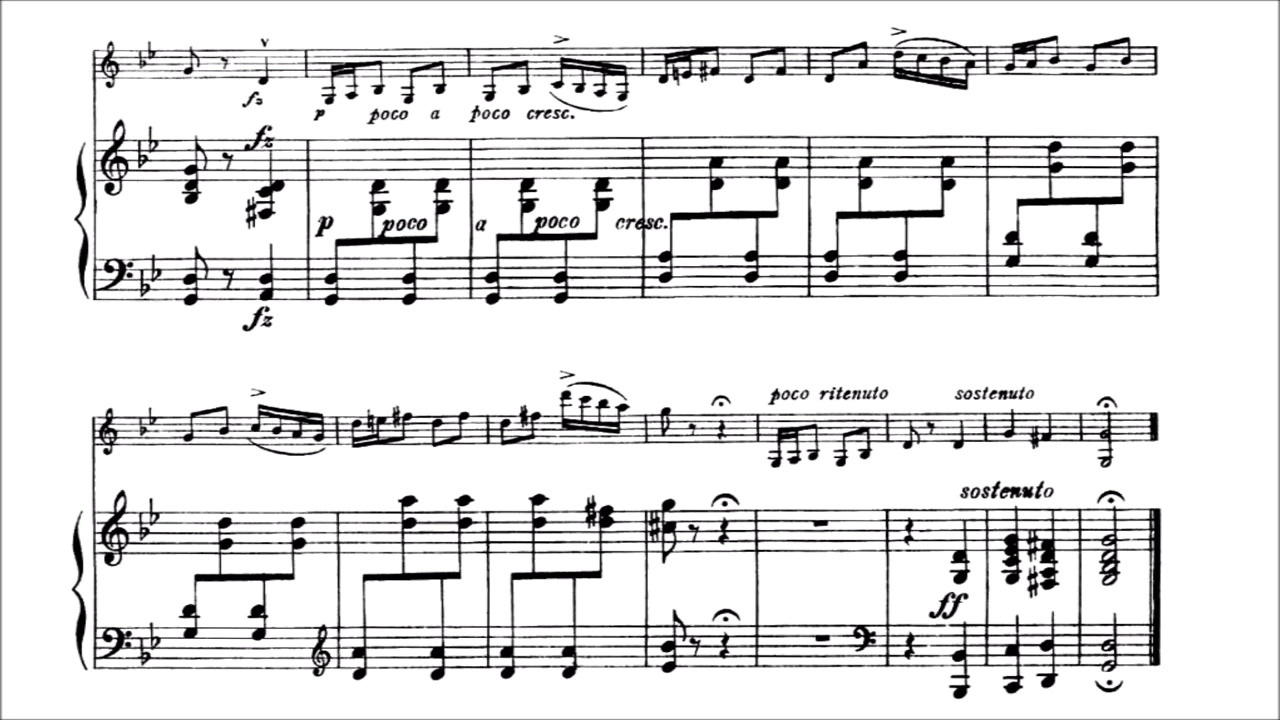 fz
p poco a poco cresc.
fz
p poco a poco cresc.
fz
poco ritenuto sostenuto
sostenuto
ff